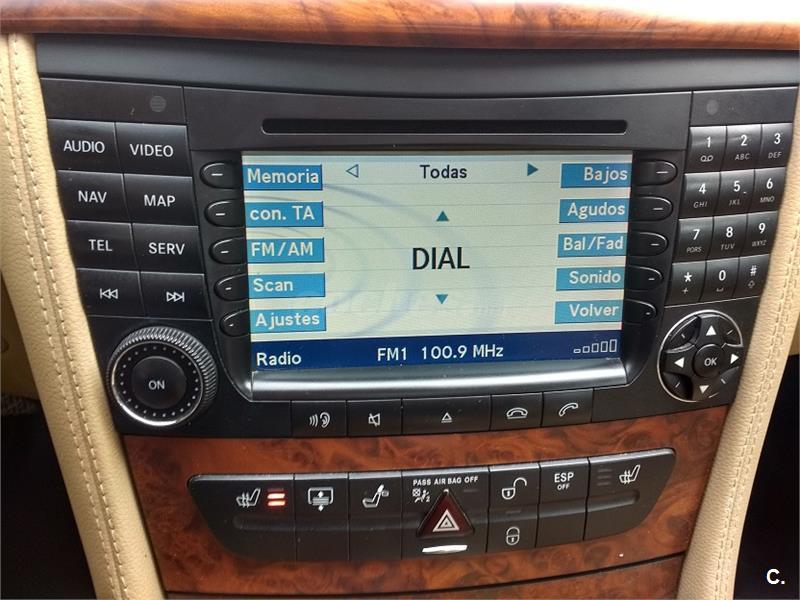 AUDIO VIDEO
NAV MAP
TEL SERV
ON
Memoria Todas Bajos
con. TA Agudos
FM/AM DIAL Bal/Fad
Scan Sonido
Ajustes Volver
Radio FM1 100.9 MHz
1 2 ABC 3 DEF
4 GHI 5 JKL 6 MNO
7 PQRS 8 TUV 9 WXYZ
* + 0 #
OK
PASS AIR BAG OFF
ESP
OFF
C.